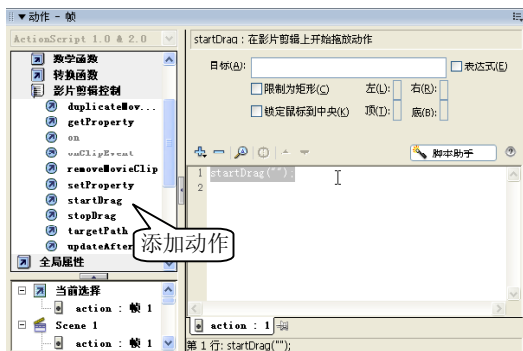 动作 - 帧
ActionScript 1.0 & 2.0
数学函数
转换函数
影片剪辑控制
duplicateMov...
getProperty
on
onClipEvent
removeMovieClip
setProperty
startDrag
stopDrag
targetPath
updateAfter
全局属性
添加动作
当前选择
action : 帧 1
Scene 1
action : 帧 1
startDrag : 在影片剪辑上开始拖放动作
目标(A):
表达式(E)
限制为矩形(C)
左(L):
右(R):
锁定鼠标到中央(K)
顶(T):
底(B):
脚本助手
1 startDrag("");
2
action : 1
第 1 行: startDrag("");